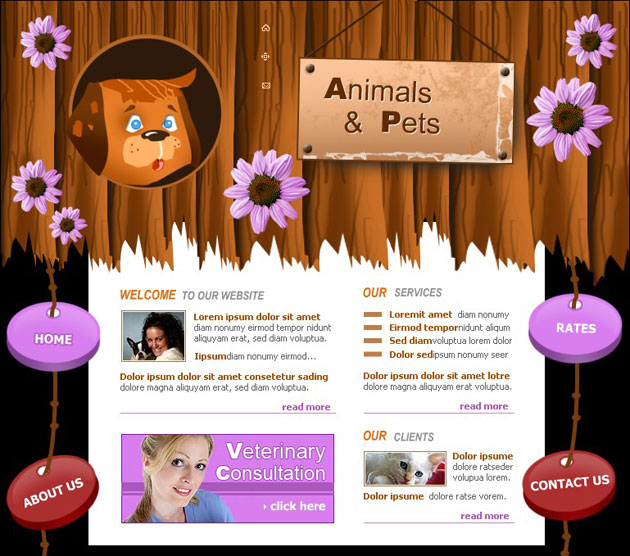 Animals
& Pets
HOME
ABOUT US
RATES
CONTACT US
WELCOME TO OUR WEBSITE
Lorem ipsum dolor sit amet
diam nonumy eirmod tempor nidunt
aliquyam erat, sed voluptua.
Iipsumdiam nonumy eirmod...
Dolor ipsum dolor sit amet consetetur sading
dolore magna aliquyam erat, sed diam voluptua.
read more
Veterinary
Consultation
› click here
OUR SERVICES
Loremit amet diam nonumy
Eirmod tempornidunt aliqum
Sed diamvoluptua lorem dolor
Dolor sedipsum nonumy seer
Dolor ipsum dolor sit amet lotre
dolore magna aliquyam erat voluptua.
read more
OUR CLIENTS
Dolor ipsume
dolore ratseder
volupua lorem.
Dolor ipsume dolore ratse vorem.
read more